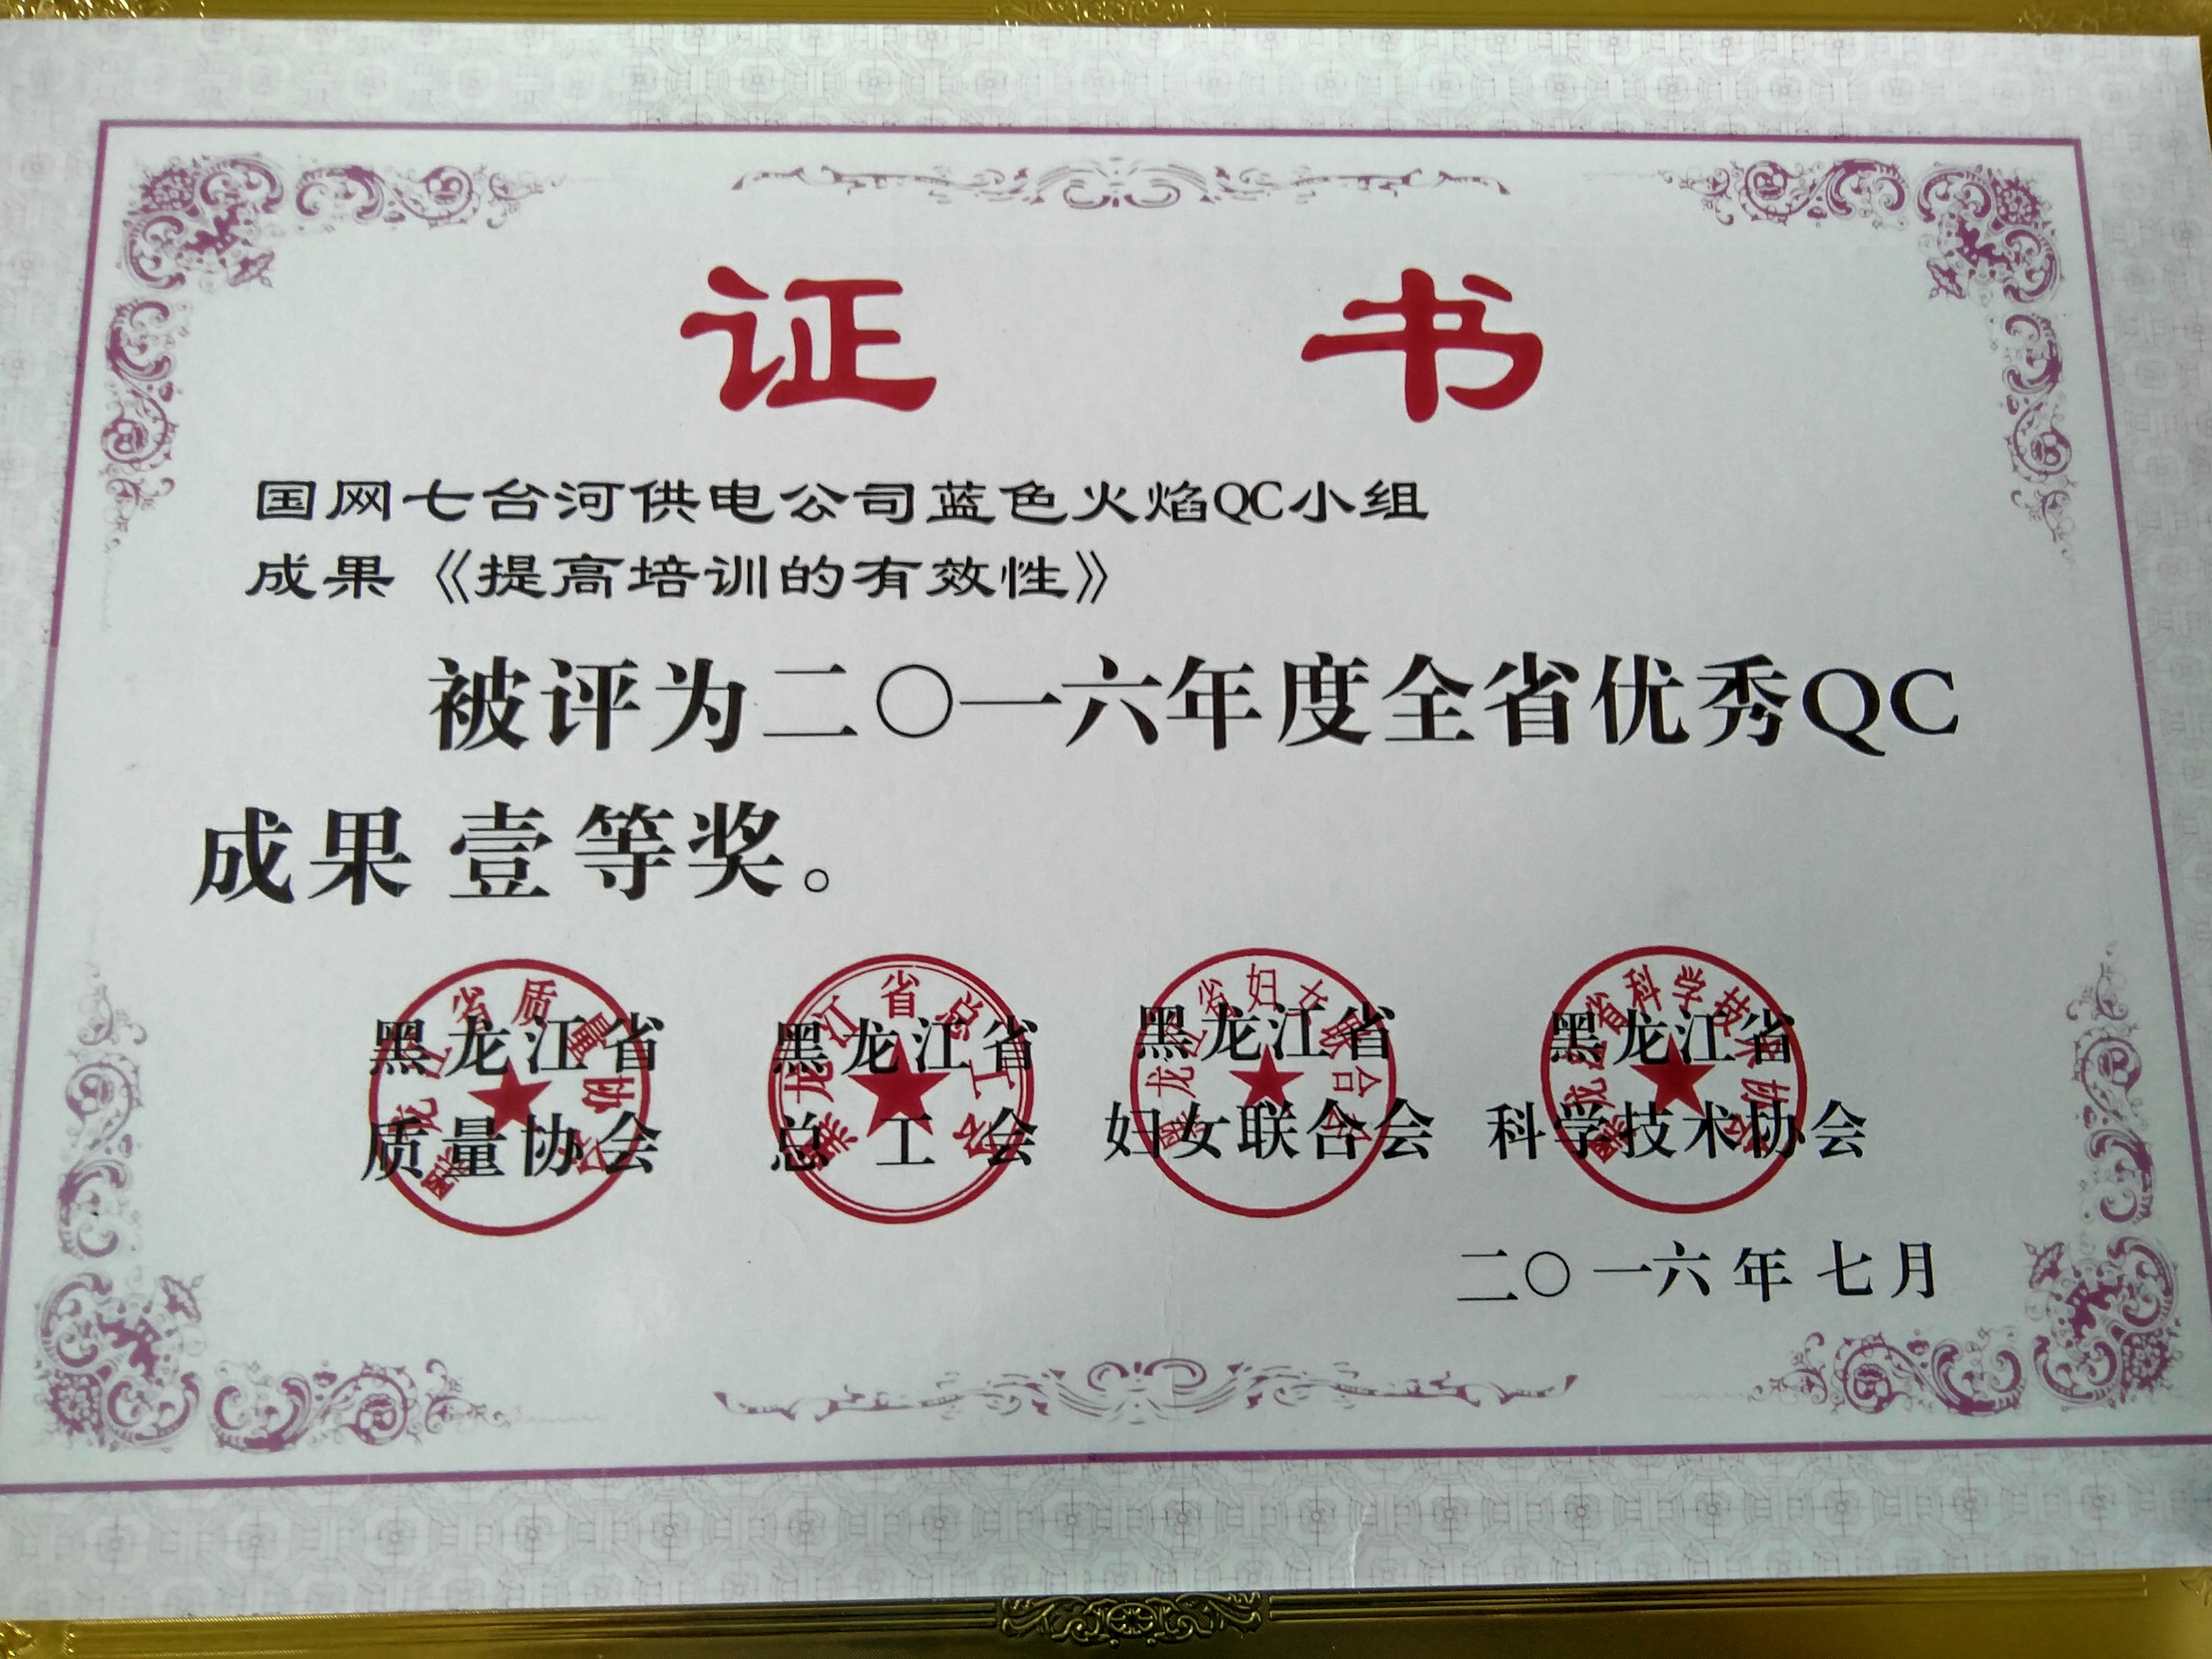 证书
国网七台河供电公司蓝色火焰QC小组
成果《提高培训的有效性》
被评为二〇一六年度全省优秀QC
成果 壹等奖。
黑龙江省 黑龙江省 黑龙江省 黑龙江省
质量协会 总工会 妇女联合会 科学技术协会
二〇一六年七月